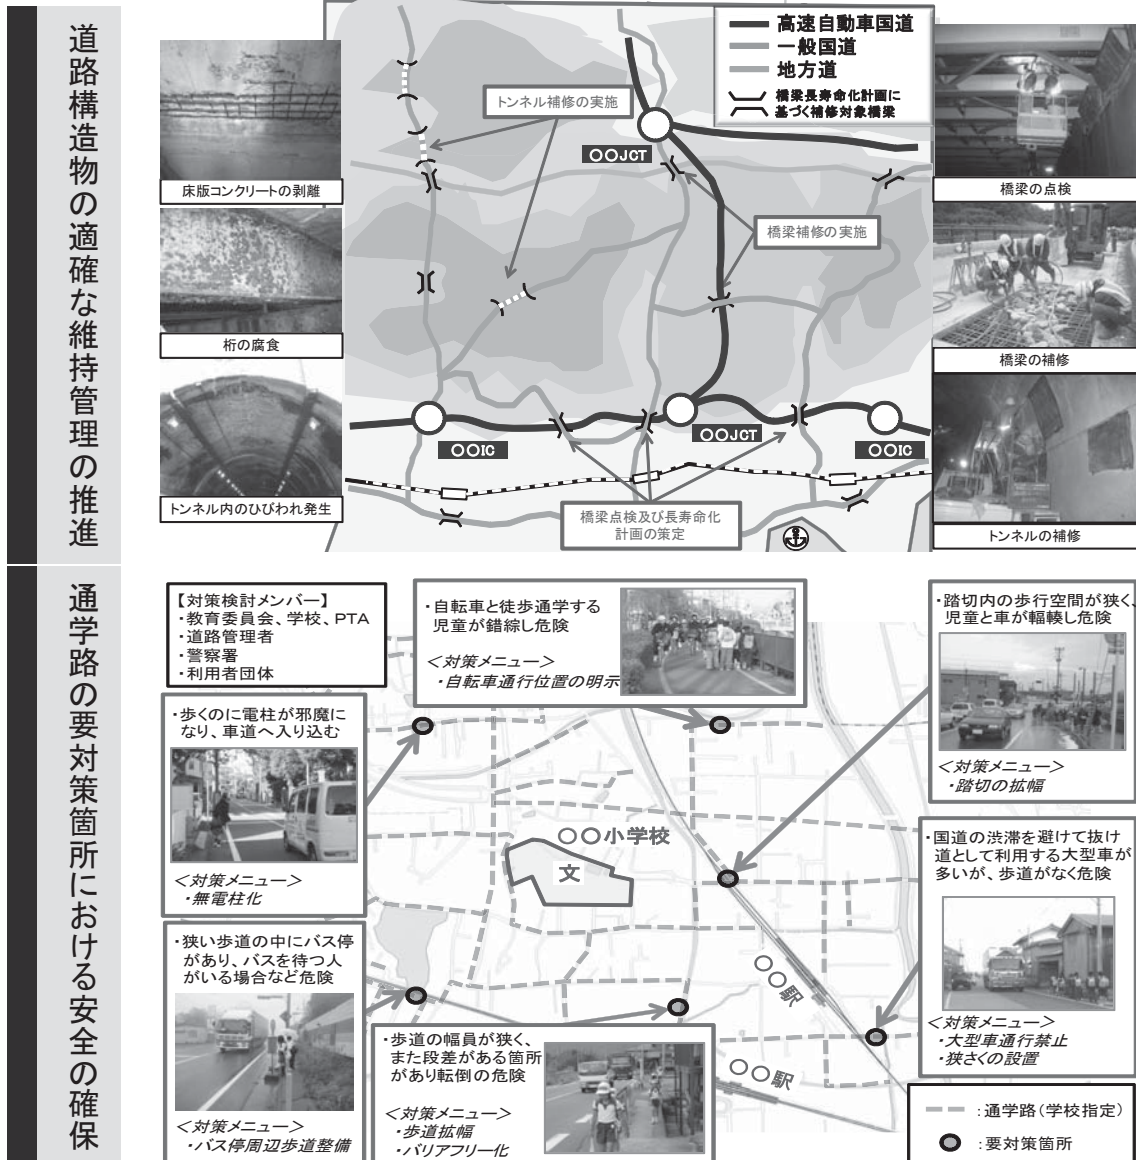 道路構造物の適確な維持管理の推進
高速自動車国道
一般国道
地方道
橋梁長寿命化計画に
基づく補修対象橋梁
トンネル補修の実施
〇〇JCT
橋梁補修の実施
床版コンクリートの剥離
桁の腐食
トンネル内のひびわれ発生
橋梁の点検
橋梁の補修
トンネルの補修
〇〇IC
〇〇JCT
〇〇IC
橋梁点検及び長寿命化
計画の策定
通学路の要対策箇所における安全の確保
【対策検討メンバー】
・教育委員会、学校、PTA
・道路管理者
・警察署
・利用者団体
・自転車と徒歩通学する
児童が錯綜し危険
＜対策メニュー＞
・自転車通行位置の明示
・踏切内の歩行空間が狭く、
児童と車が輻輳し危険
＜対策メニュー＞
・踏切の拡幅
・歩くのに電柱が邪魔に
なり、車道へ入り込む
＜対策メニュー＞
・無電柱化
〇〇小学校
文
・国道の渋滞を避けて抜け
道として利用する大型車が
多いが、歩道がなく危険
＜対策メニュー＞
・大型車通行禁止
・狭さくの設置
・狭い歩道の中にバス停
があり、バスを待つ人
がいる場合など危険
＜対策メニュー＞
・バス停周辺歩道整備
・歩道の幅員が狭く、
また段差がある箇所
があり転倒の危険
＜対策メニュー＞
・歩道拡幅
・バリアフリー化
〇〇駅
〇〇駅
：通学路（学校指定）
：要対策箇所